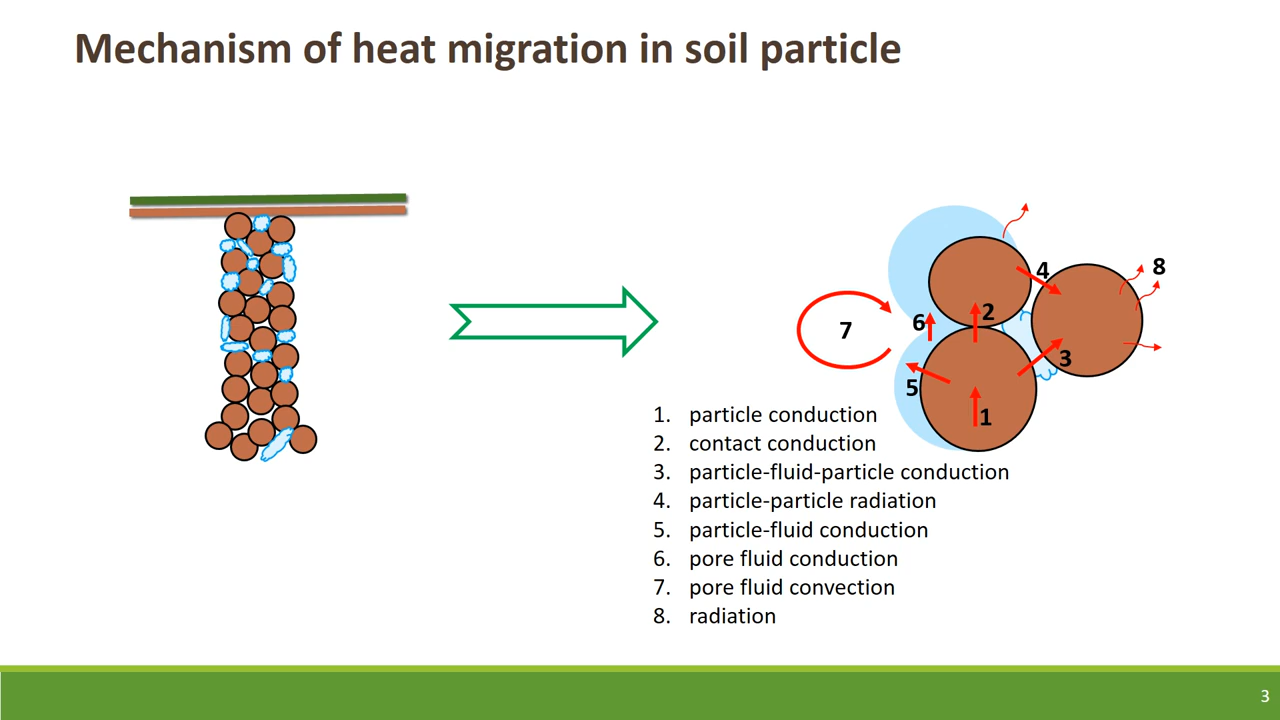 Mechanism of heat migration in soil particle
4
8
2
6
7
3
5
1
1. particle conduction
2. contact conduction
3. particle-fluid-particle conduction
4. particle-particle radiation
5. particle-fluid conduction
6. pore fluid conduction
7. pore fluid convection
8. radiation
3